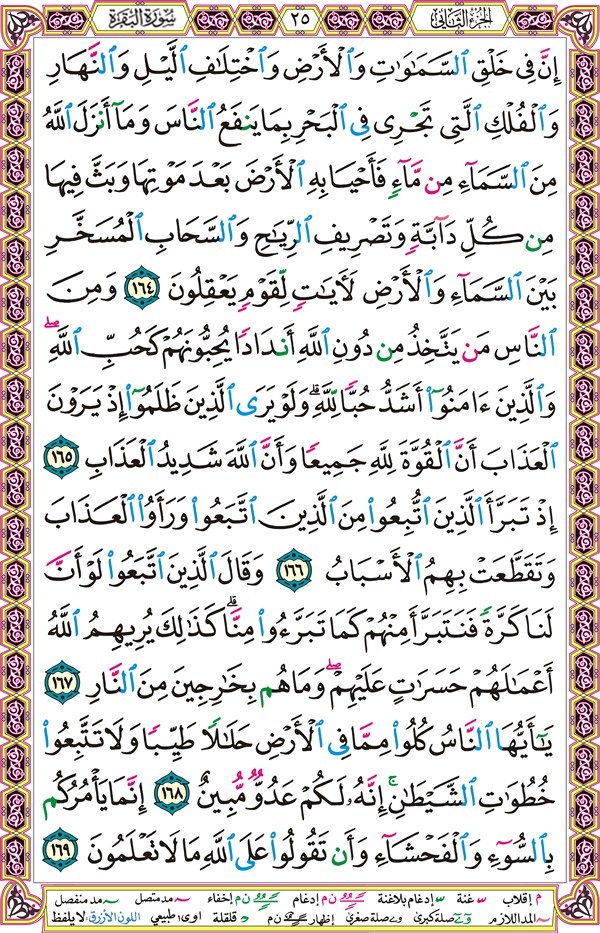 سورة البقرة ٢٥ الجزء الثاني
إِنَّ فِي خَلْقِ ٱلسَّمَـٰوَٰتِ وَٱلْأَرْضِ وَٱخْتِلَـٰفِ ٱلَّيْلِ وَٱلنَّهَارِ
وَٱلْفُلْكِ ٱلَّتِي تَجْرِى فِى ٱلْبَحْرِ بِمَا يَنفَعُ ٱلنَّاسَ وَمَآ أَنزَلَ ٱللَّهُ
مِنَ ٱلسَّمَآءِ مِن مَّآءٍ فَأَحْيَا بِهِ ٱلْأَرْضَ بَعْدَ مَوْتِهَا وَبَثَّ فِيهَا
مِن كُلِّ دَآبَّةٍ وَتَصْرِيفِ ٱلرِّيَـٰحِ وَٱلسَّحَابِ ٱلْمُسَخَّرِ
بَيْنَ ٱلسَّمَآءِ وَٱلْأَرْضِ لَأَيَـٰتٍ لِّقَوْمٍ يَعْقِلُونَ ١٦٤ وَمِنَ
ٱلنَّاسِ مَن يَتَّخِذُ مِن دُونِ ٱللَّهِ أَندَادًا يُحِبُّونَهُمْ كَحُبِّ ٱللَّهِ ۖ
وَٱلَّذِينَ ءَامَنُوٓا۟ أَشَدُّ حُبًّا لِّلَّهِ ۗ وَلَوْ يَرَى ٱلَّذِينَ ظَلَمُوٓا۟ إِذْ يَرَوْنَ
ٱلْعَذَابَ أَنَّ ٱلْقُوَّةَ لِلَّهِ جَمِيعًا وَأَنَّ ٱللَّهَ شَدِيدُ ٱلْعَذَابِ ١٦٥
إِذْ تَبَرَّأَ ٱلَّذِينَ ٱتُّبِعُوا۟ مِنَ ٱلَّذِينَ ٱتَّبَعُوا۟ وَرَأَوُا۟ ٱلْعَذَابَ
وَتَقَطَّعَتْ بِهِمُ ٱلْأَسْبَابُ ١٦٦ وَقَالَ ٱلَّذِينَ ٱتَّبَعُوا۟ لَوْ أَنَّ
لَنَا كَرَّةً فَنَتَبَرَّأَ مِنْهُمْ كَمَا تَبَرَّءُوا۟ مِنَّا ۗ كَذَٰلِكَ يُرِيهِمُ ٱللَّهُ
أَعْمَـٰلَهُمْ حَسَرَٰتٍ عَلَيْهِمْ ۖ وَمَا هُم بِخَـٰرِجِينَ مِنَ ٱلنَّارِ ١٦٧
يَـٰٓأَيُّهَا ٱلنَّاسُ كُلُوا۟ مِمَّا فِى ٱلْأَرْضِ حَلَـٰلًا طَيِّبًا وَلَا تَتَّبِعُوا۟
خُطُوَٰتِ ٱلشَّيْطَـٰنِ ۚ إِنَّهُۥ لَكُمْ عَدُوٌّ مُّبِينٌ ١٦٨ إِنَّمَا يَأْمُرُكُم
بِٱلسُّوٓءِ وَٱلْفَحْشَآءِ وَأَن تَقُولُوا۟ عَلَى ٱللَّهِ مَا لَا تَعْلَمُونَ ١٦٩
م إقلاب غنة إدغام بلاغنة ن م إدغام ن م إخفاء مد متصل مد منفصل
المد اللازم صلة كبرى صلة صغرى إظهار ن م قلقلة اوى طبيعي اللون الأزرق لا يلفظ